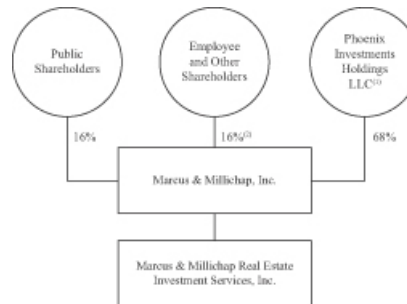 Public
Shareholders
Employee
and Other
Shareholders
Phoenix
Investments
Holdings
LLC(1)
16%
16%(2)
68%
Marcus & Millichap, Inc.
Marcus & Millichap Real Estate
Investment Services, Inc.